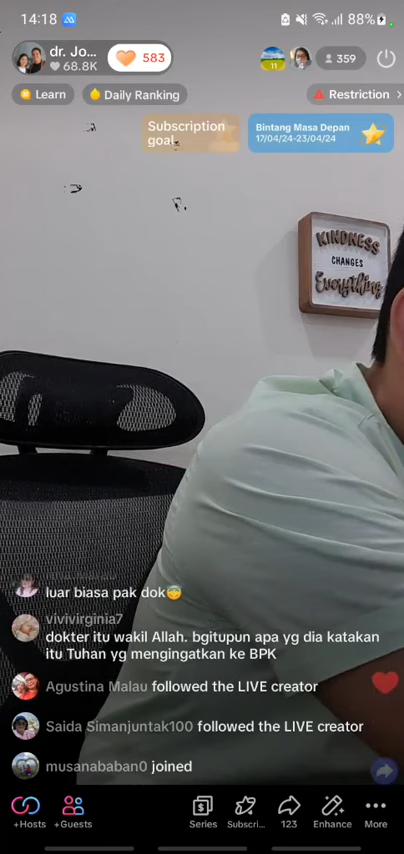 14:18
88%
dr. Jo...
68.8K
583
11
359
Learn
Daily Ranking
Restriction
Subscription
goal
Bintang Masa Depan
17/04/24-23/04/24
KINDNESS
CHANGES
Everything
luar biasa pak dok😇
vivivirginia7
dokter itu wakil Allah. bgitupun apa yg dia katakan
itu Tuhan yg mengingatkan ke BPK
Agustina Malau followed the LIVE creator
Saida Simanjuntak100 followed the LIVE creator
musanababan0 joined
+Hosts
+Guests
Series
Subscri...
123
Enhance
More